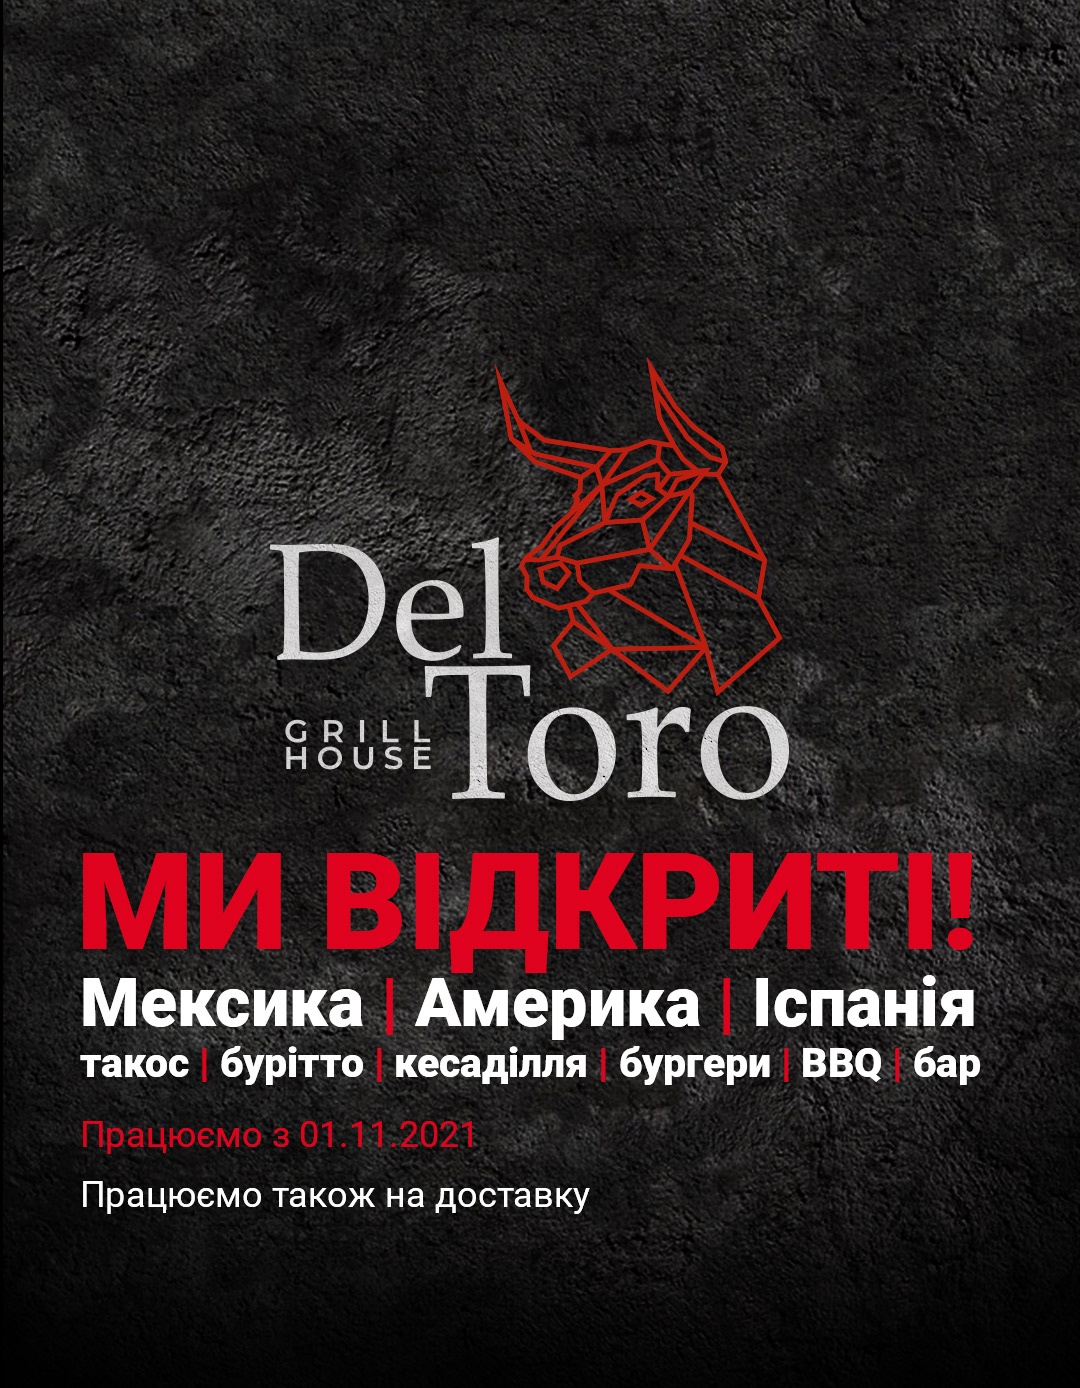 Del
Toro
GRILL
HOUSE
МИ ВІДКРИТІ!
Мексика | Америка | Іспанія
такос | бурітто | кесаділля | бургери | BBQ | бар
Працюємо з 01.11.2021
Працюємо також на доставку